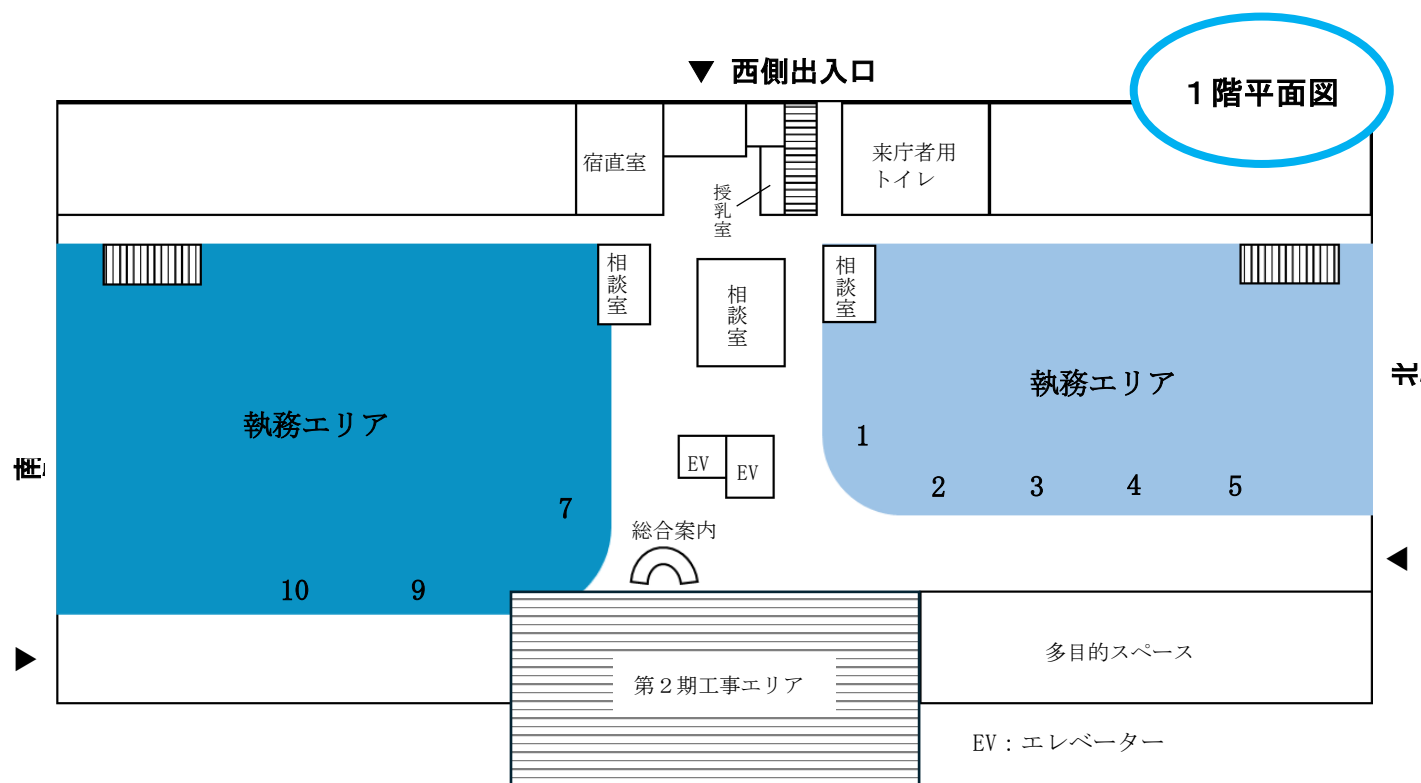 ▼ 西側出入口
1階平面図
宿直室
授乳室
来庁者用
トイレ
相談室
相談室
相談室
執務エリア
執務エリア
北
南
1
2
3
4
5
EV
EV
7
総合案内
10
9
多目的スペース
第2期工事エリア
EV：エレベーター